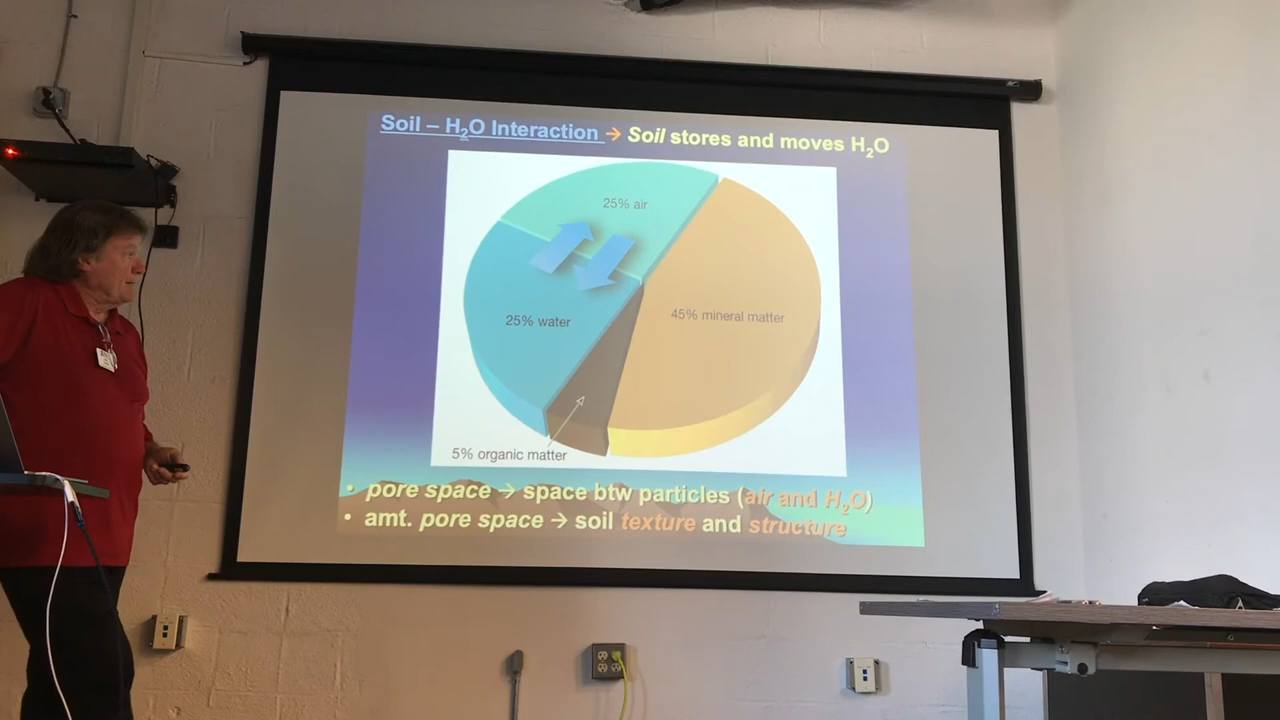 Soil – H₂O Interaction → Soil stores and moves H₂O
25% air
25% water
45% mineral matter
5% organic matter
• pore space → space btw particles (air and H₂O)
• amt. pore space → soil texture and structure